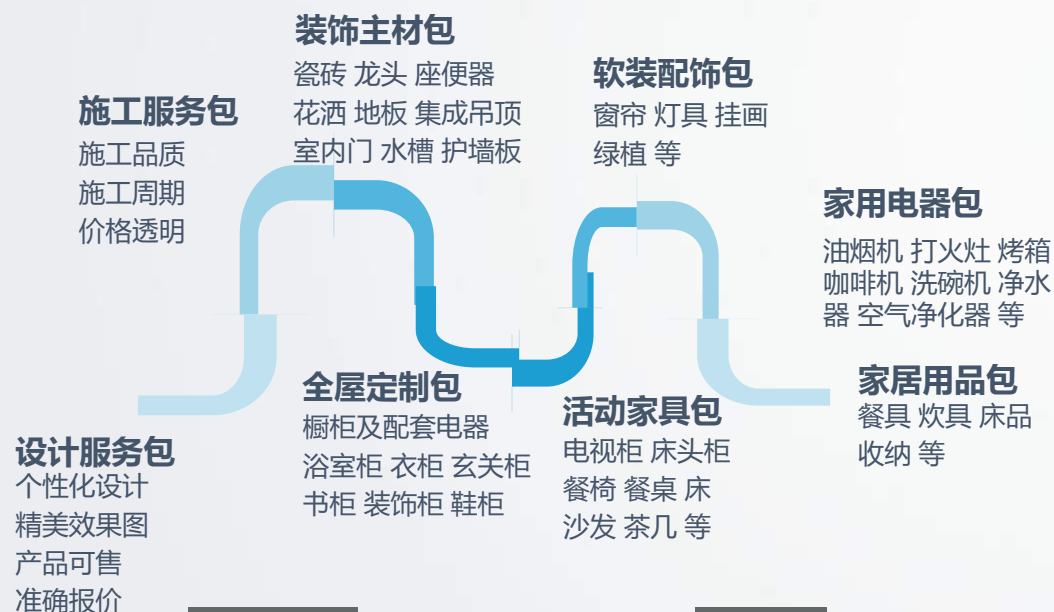 装饰主材包
瓷砖 龙头 座便器
花洒 地板 集成吊顶
室内门 水槽 护墙板
软装配饰包
窗帘 灯具 挂画
绿植 等
施工服务包
施工品质
施工周期
价格透明
家用电器包
油烟机 打火灶 烤箱
咖啡机 洗碗机 净水
器 空气净化器 等
全屋定制包
橱柜及配套电器
浴室柜 衣柜 玄关柜
书柜 装饰柜 鞋柜
活动家具包
电视柜 床头柜
餐椅 餐桌 床
沙发 茶几 等
家居用品包
餐具 炊具 床品
收纳 等
设计服务包
个性化设计
精美效果图
产品可售
准确报价